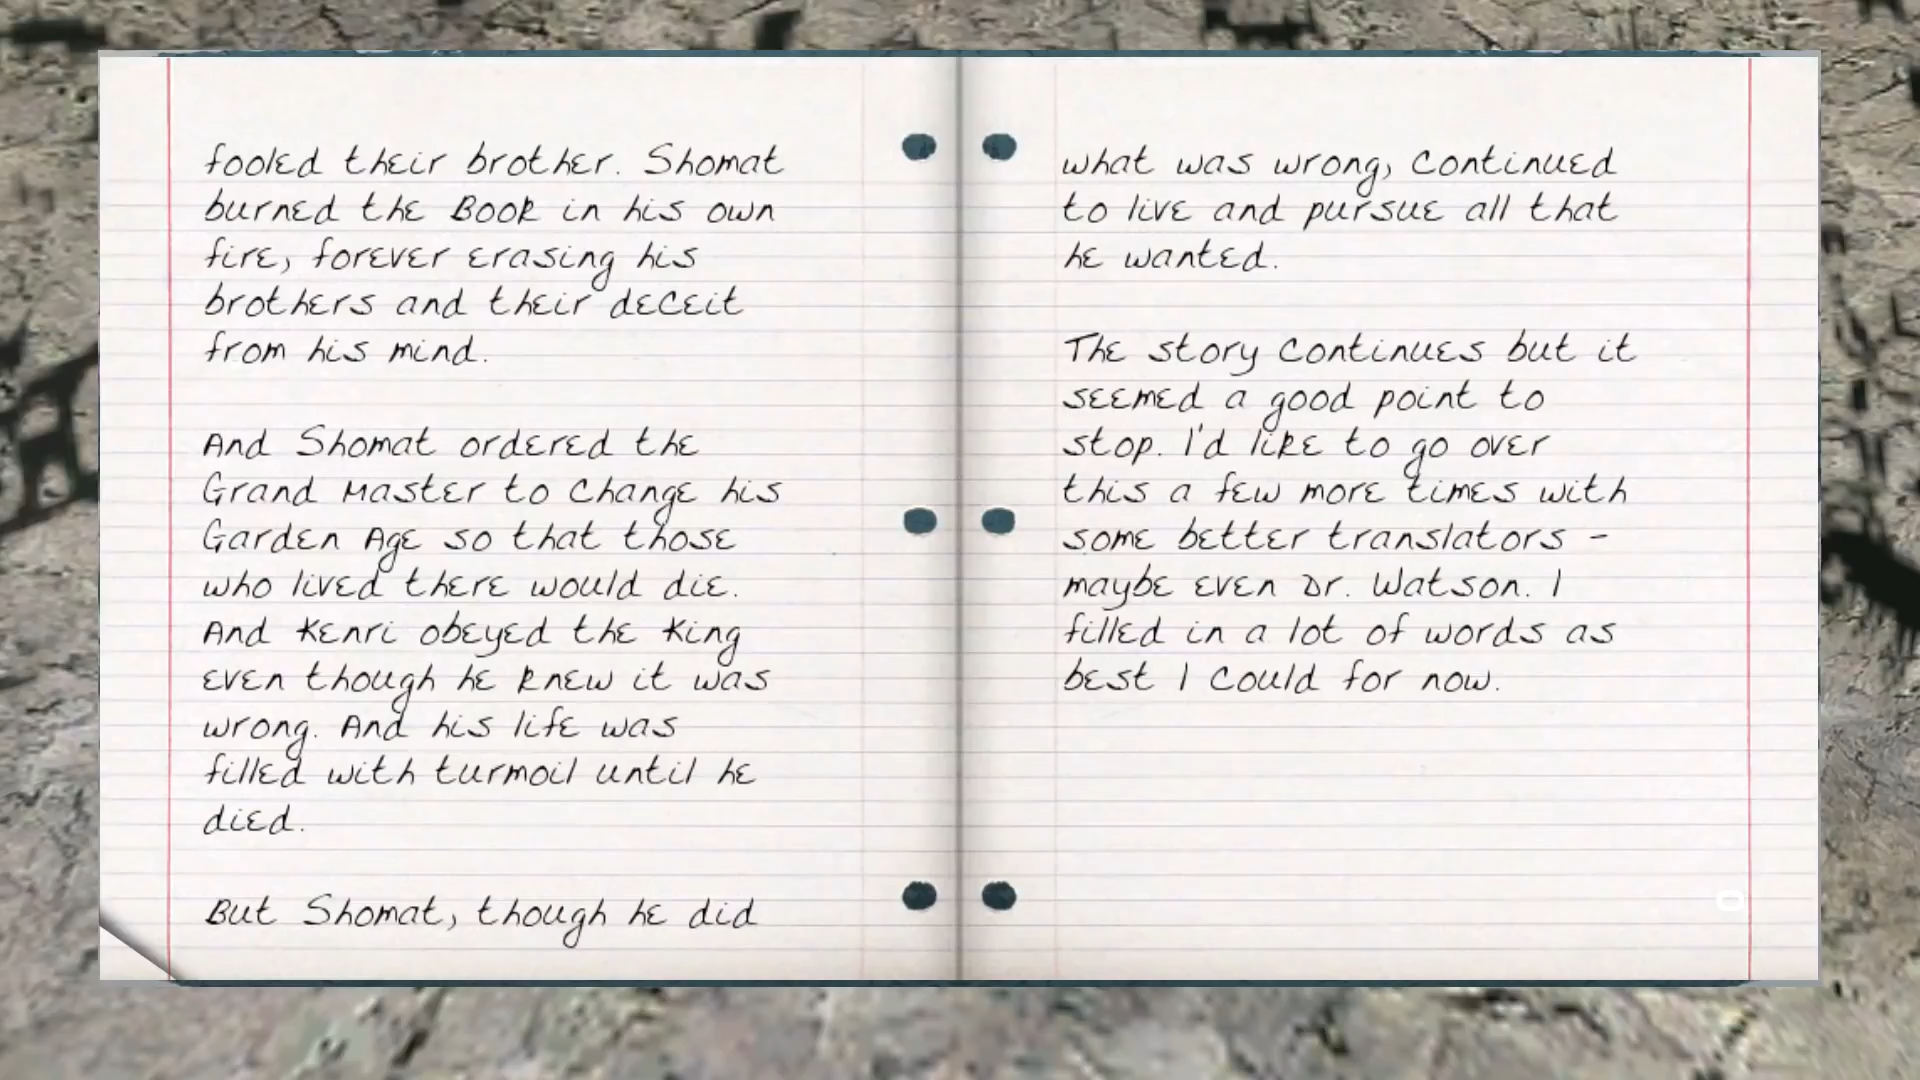 fooled their brother. Shomat
burned the Book in his own
fire, forever erasing his
brothers and their deceit
from his mind.
And Shomat ordered the
Grand Master to change his
Garden Age so that those
who lived there would die.
And Kenri obeyed the King
even though he knew it was
wrong. And his life was
filled with turmoil until he
died.
But Shomat, though he did
what was wrong, continued
to live and pursue all that
he wanted.
The story continues but it
seemed a good point to
stop. I'd like to go over
this a few more times with
some better translators -
maybe even Dr. Watson. I
filled in a lot of words as
best I could for now.